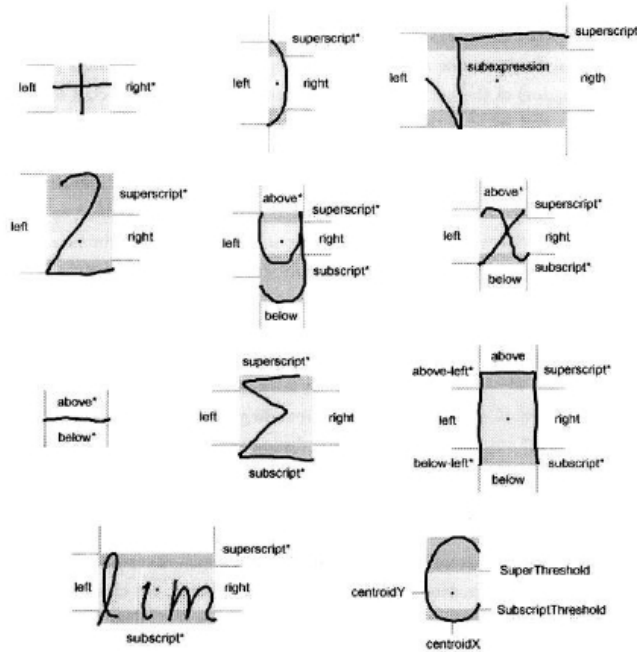 superscript*
superscript
left
right*
left
right
left
subexpression
rigth
superscript*
left
right
above*
superscript*
left
right
subscript*
below
above*
superscript*
left
right
subscript*
below
2
y
x
above*
below*
superscript*
left
right
subscript*
above
above-left*
superscript*
left
right
below-left*
subscript*
below
superscript*
left
lim
right
subscript*
SuperThreshold
centroidY
SubscriptThreshold
centroidX
C